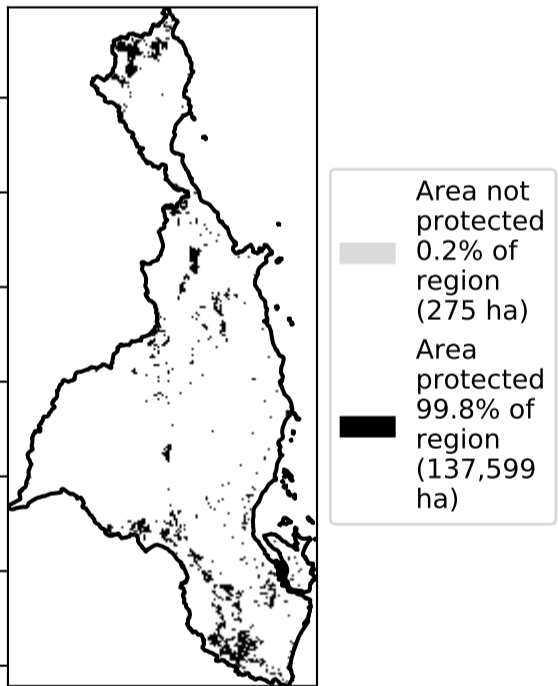 Area not
protected
0.2% of
region
(275 ha)
Area
protected
99.8% of
region
(137,599
ha)